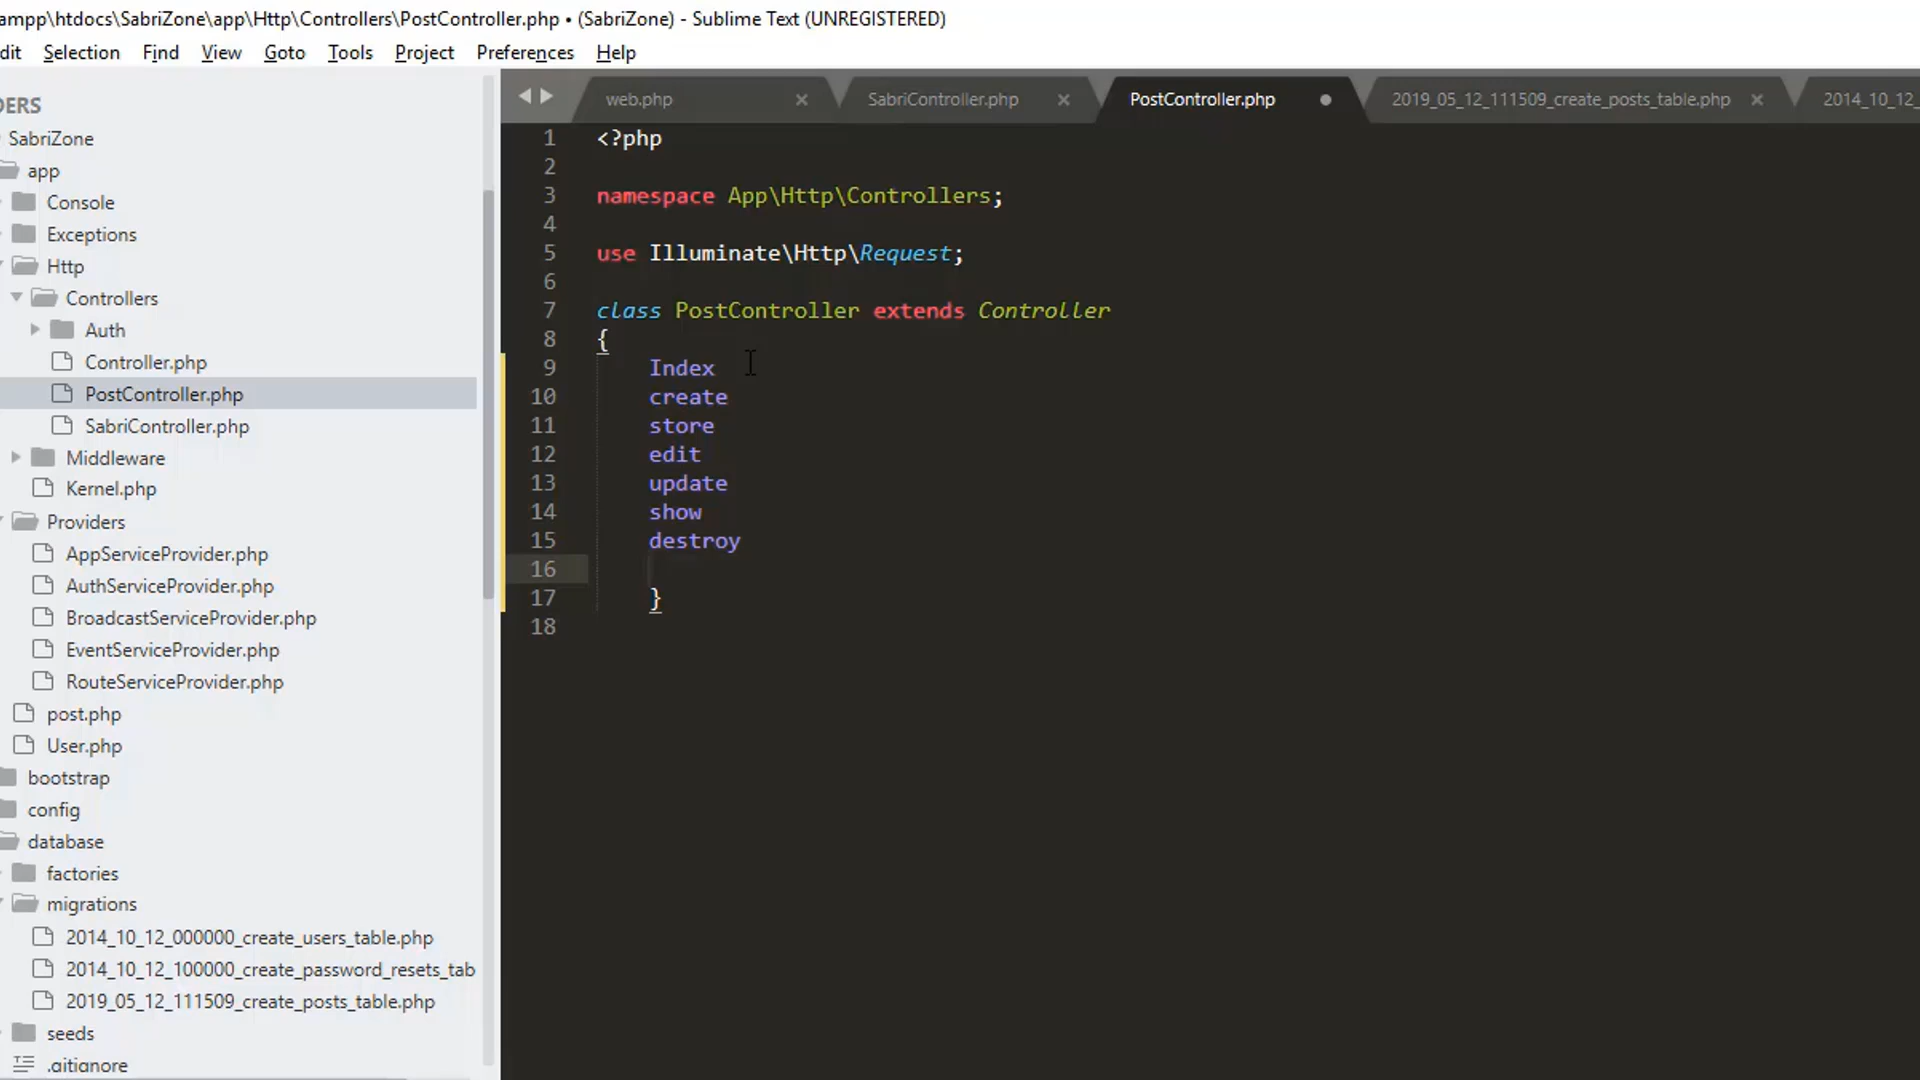 ampp\htdocs\SabriZone\app\Http\Controllers\PostController.php • (SabriZone) - Sublime Text (UNREGISTERED)
dit Selection Find View Goto Tools Project Preferences Help
DERS
SabriZone
app
Console
Exceptions
Http
Controllers
Auth
Controller.php
PostController.php
SabriController.php
Middleware
Kernel.php
Providers
AppServiceProvider.php
AuthServiceProvider.php
BroadcastServiceProvider.php
EventServiceProvider.php
RouteServiceProvider.php
post.php
User.php
bootstrap
config
database
factories
migrations
2014_10_12_000000_create_users_table.php
2014_10_12_100000_create_password_resets_tab
2019_05_12_111509_create_posts_table.php
seeds
.gitignore
web.php SabriController.php PostController.php 2019_05_12_111509_create_posts_table.php 2014_10_12_
1 <?php
2
3 namespace App\Http\Controllers;
4
5 use Illuminate\Http\Request;
6
7 class PostController extends Controller
8 {
9 Index
10 create
11 store
12 edit
13 update
14 show
15 destroy
16
17 }
18